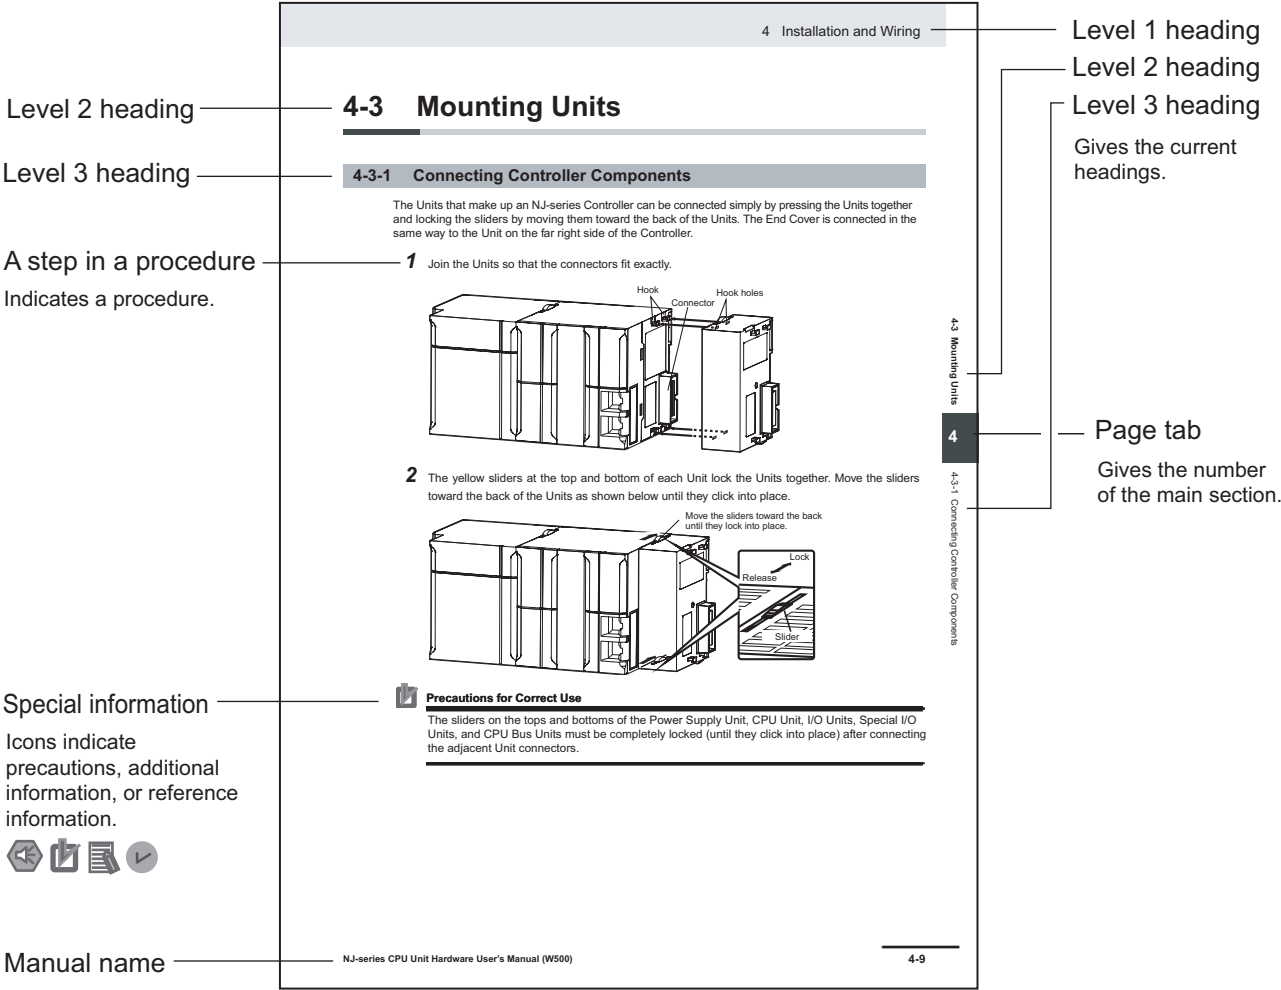 4 Installation and Wiring
Level 1 heading
Level 2 heading
Level 3 heading
Gives the current
headings.
Level 2 heading
4-3 Mounting Units
Level 3 heading
4-3-1 Connecting Controller Components
The Units that make up an NJ-series Controller can be connected simply by pressing the Units together
and locking the sliders by moving them toward the back of the Units. The End Cover is connected in the
same way to the Unit on the far right side of the Controller.
A step in a procedure
Indicates a procedure.
1 Join the Units so that the connectors fit exactly.
Hook
Connector
Hook holes
4-3 Mounting Units
4
4-3-1 Connecting Controller Components
Page tab
Gives the number
of the main section.
2 The yellow sliders at the top and bottom of each Unit lock the Units together. Move the sliders
toward the back of the Units as shown below until they click into place.
Move the sliders toward the back
until they lock into place.
Lock
Release
Slider
Special information
Icons indicate
precautions, additional
information, or reference
information.
Precautions for Correct Use
The sliders on the tops and bottoms of the Power Supply Unit, CPU Unit, I/O Units, Special I/O
Units, and CPU Bus Units must be completely locked (until they click into place) after connecting
the adjacent Unit connectors.
Manual name
NJ-series CPU Unit Hardware User's Manual (W500)
4-9